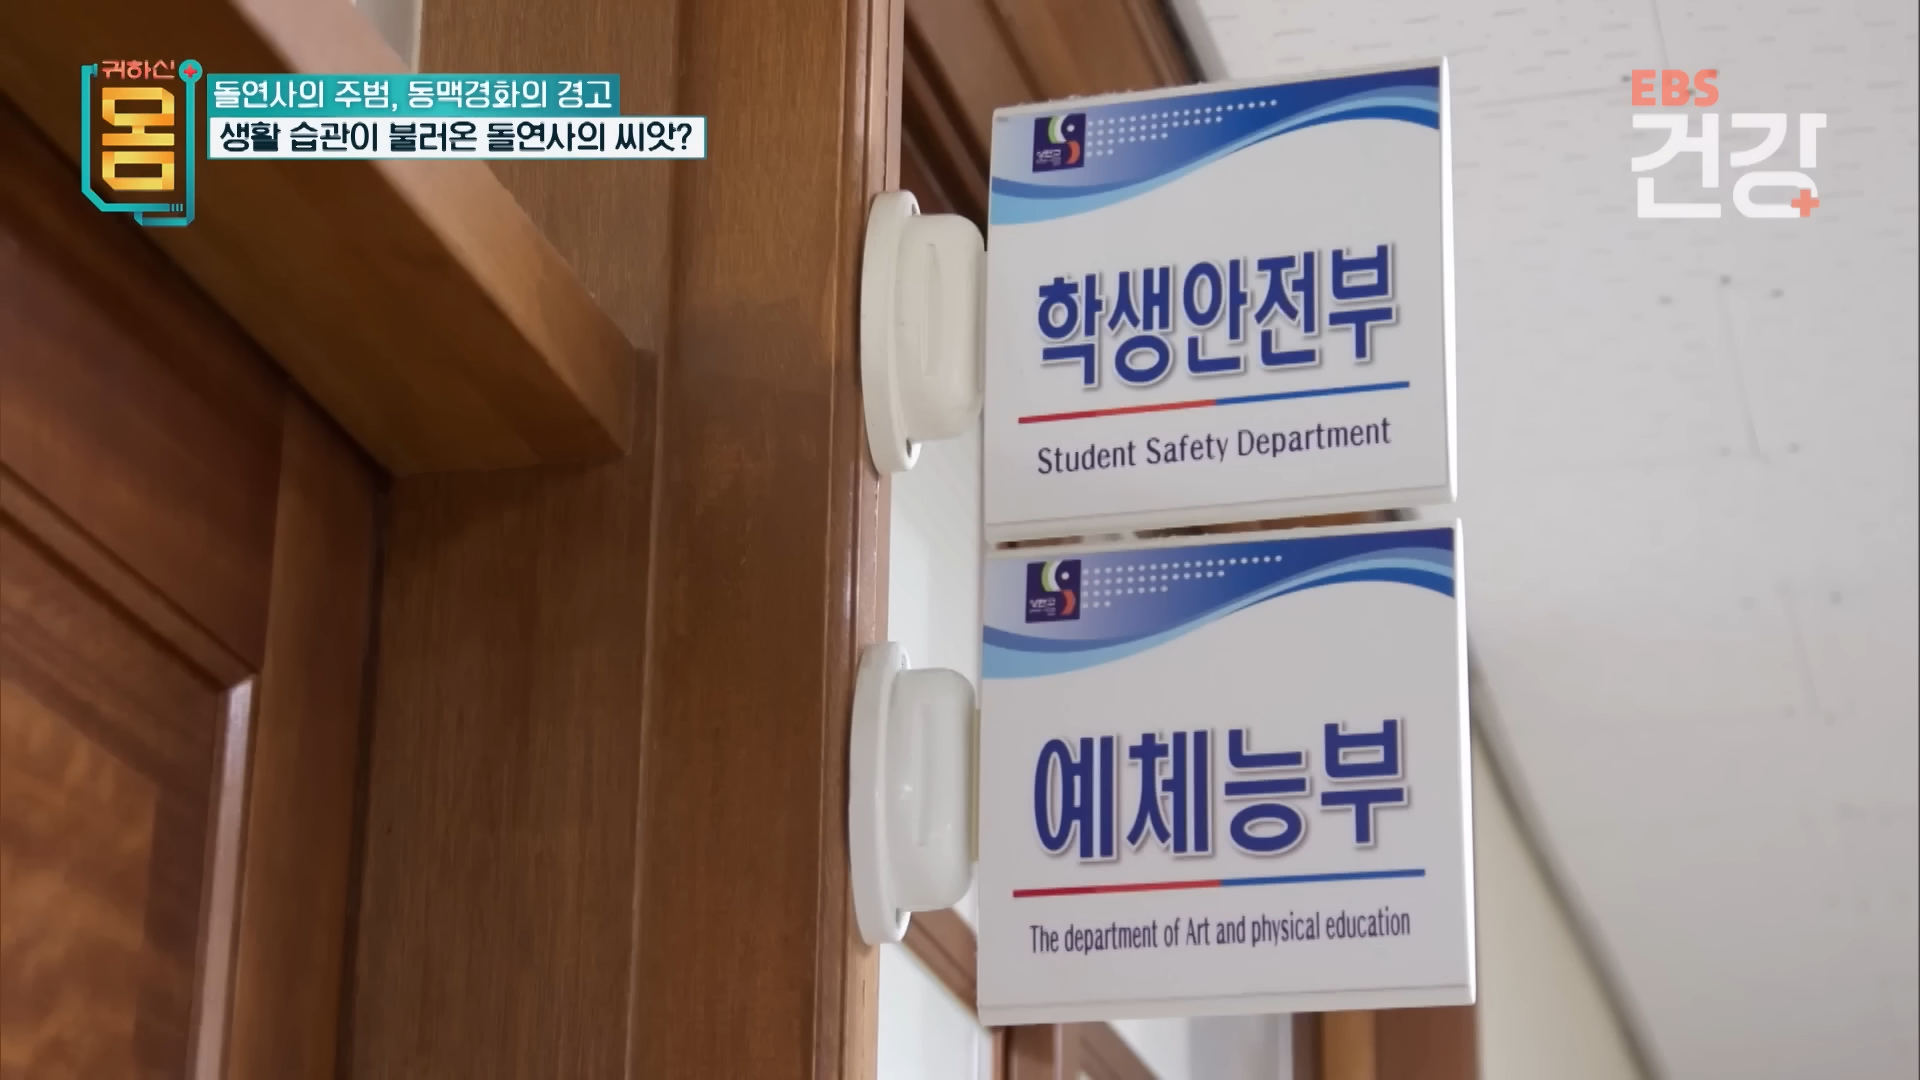 귀하신
몸
돌연사의 주범, 동맥경화의 경고
생활 습관이 불러온 돌연사의 씨앗?
EBS
건강
학생안전부
Student Safety Department
예체능부
The department of Art and physical education